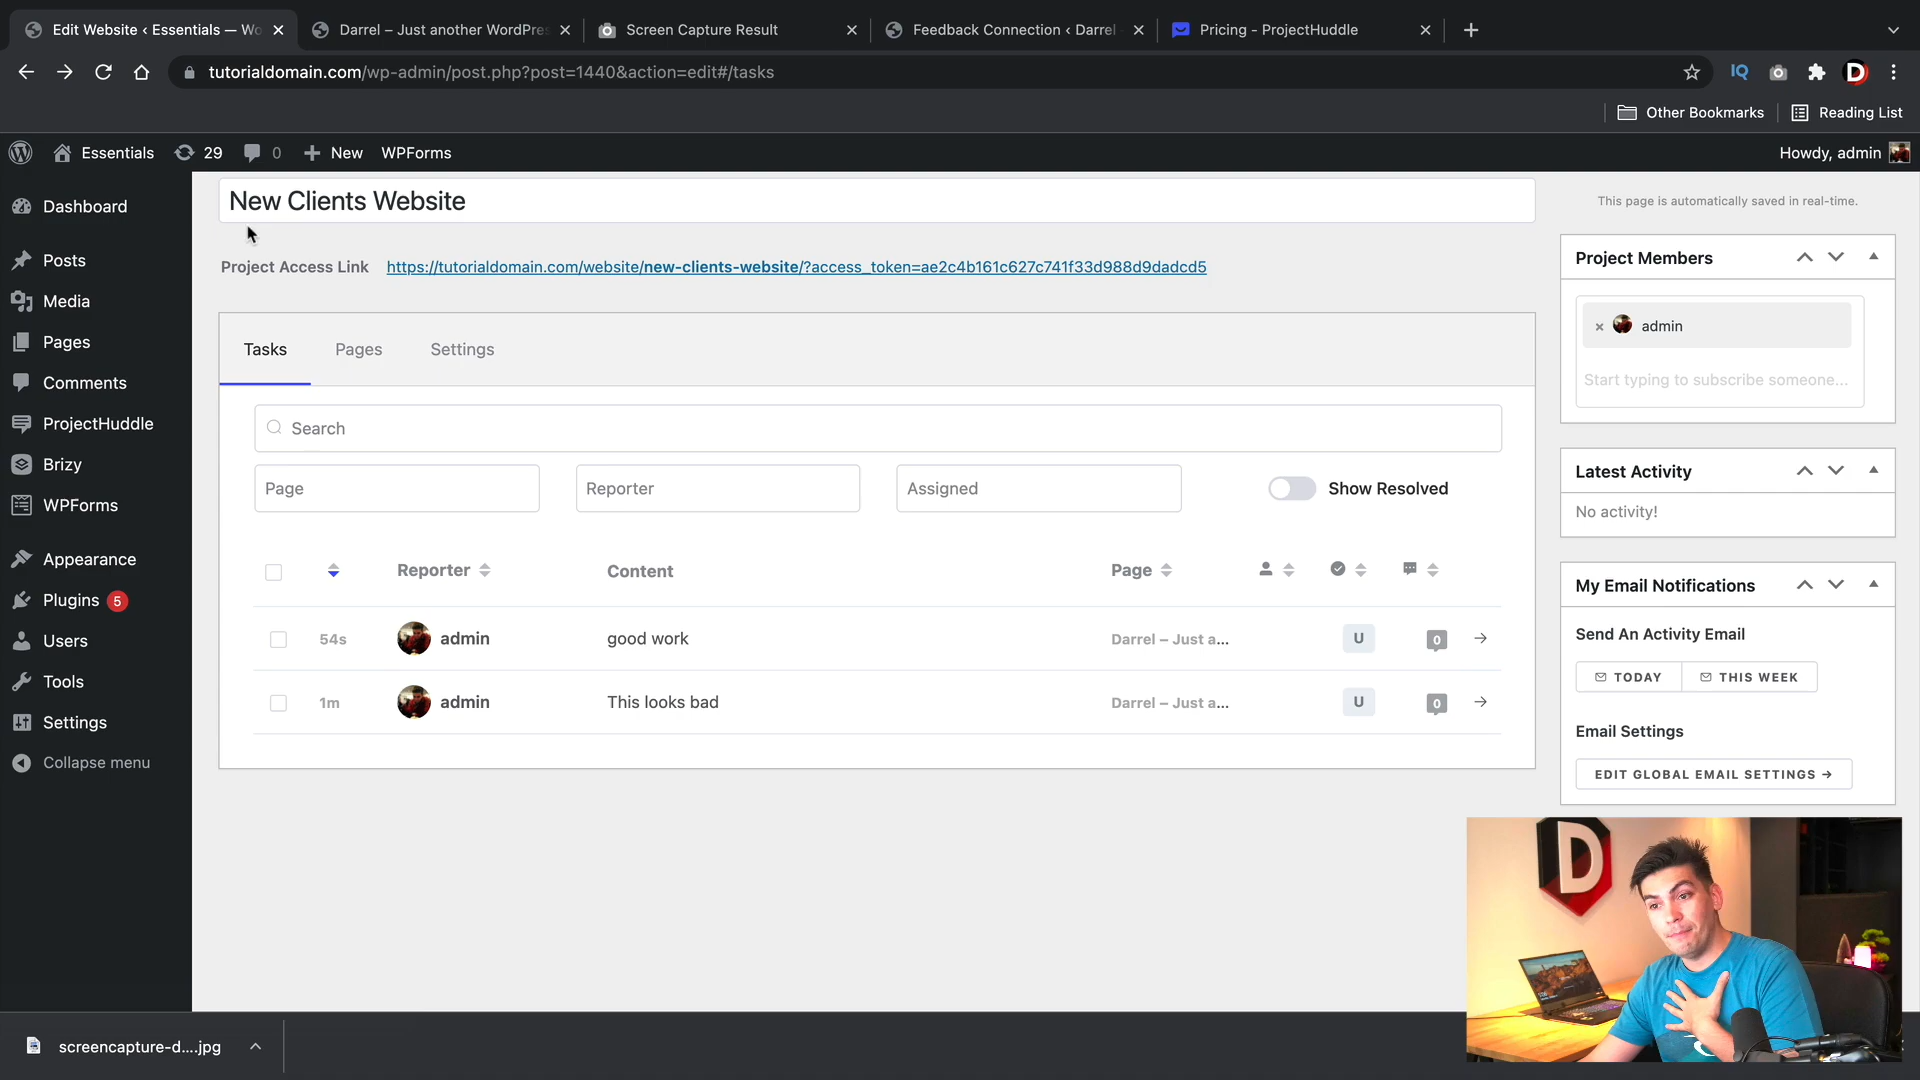 Edit Website ‹ Essentials — Wo
Darrel – Just another WordPres
Screen Capture Result
Feedback Connection ‹ Darrel
Pricing - ProjectHuddle
tutorialdomain.com/wp-admin/post.php?post=1440&action=edit#/tasks
IQ
D
Other Bookmarks
Reading List
Essentials
29
0
New
WPForms
Howdy, admin
Dashboard
Posts
Media
Pages
Comments
ProjectHuddle
Brizy
WPForms
Appearance
Plugins 5
Users
Tools
Settings
Collapse menu
New Clients Website
Project Access Link https://tutorialdomain.com/website/new-clients-website/?access_token=ae2c4b161c627c741f33d988d9dadcd5
Tasks Pages Settings
Search
Page Reporter Assigned Show Resolved
Reporter Content Page
54s admin good work Darrel – Just a... U 0
1m admin This looks bad Darrel – Just a... U 0
This page is automatically saved in real-time.
Project Members
× admin
Start typing to subscribe someone...
Latest Activity
No activity!
My Email Notifications
Send An Activity Email
TODAY THIS WEEK
Email Settings
EDIT GLOBAL EMAIL SETTINGS →
D
screencapture-d....jpg